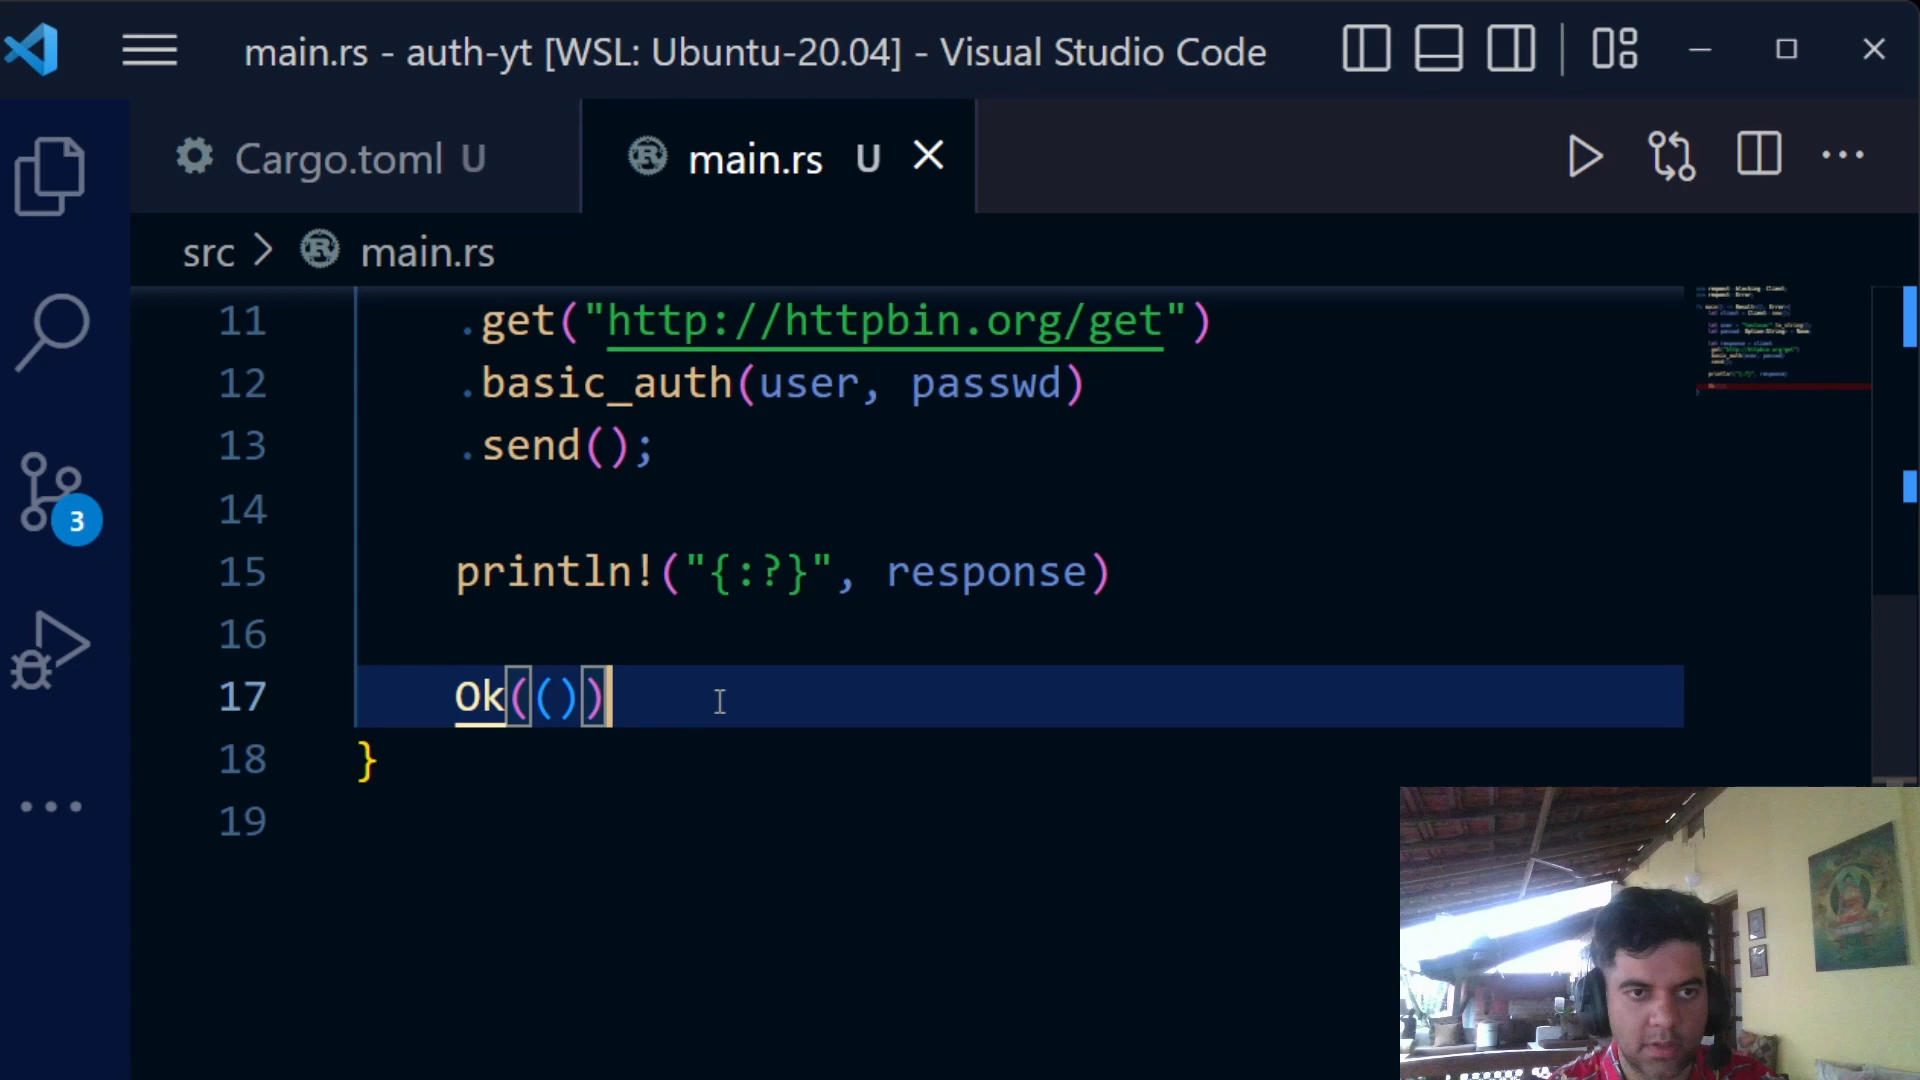 main.rs - auth-yt [WSL: Ubuntu-20.04] - Visual Studio Code
Cargo.toml U
main.rs U
src > main.rs
11 .get("http://httpbin.org/get")
12 .basic_auth(user, passwd)
13 .send();
14
15 println!("{:?}", response)
16
17 Ok(())
18 }
19
3